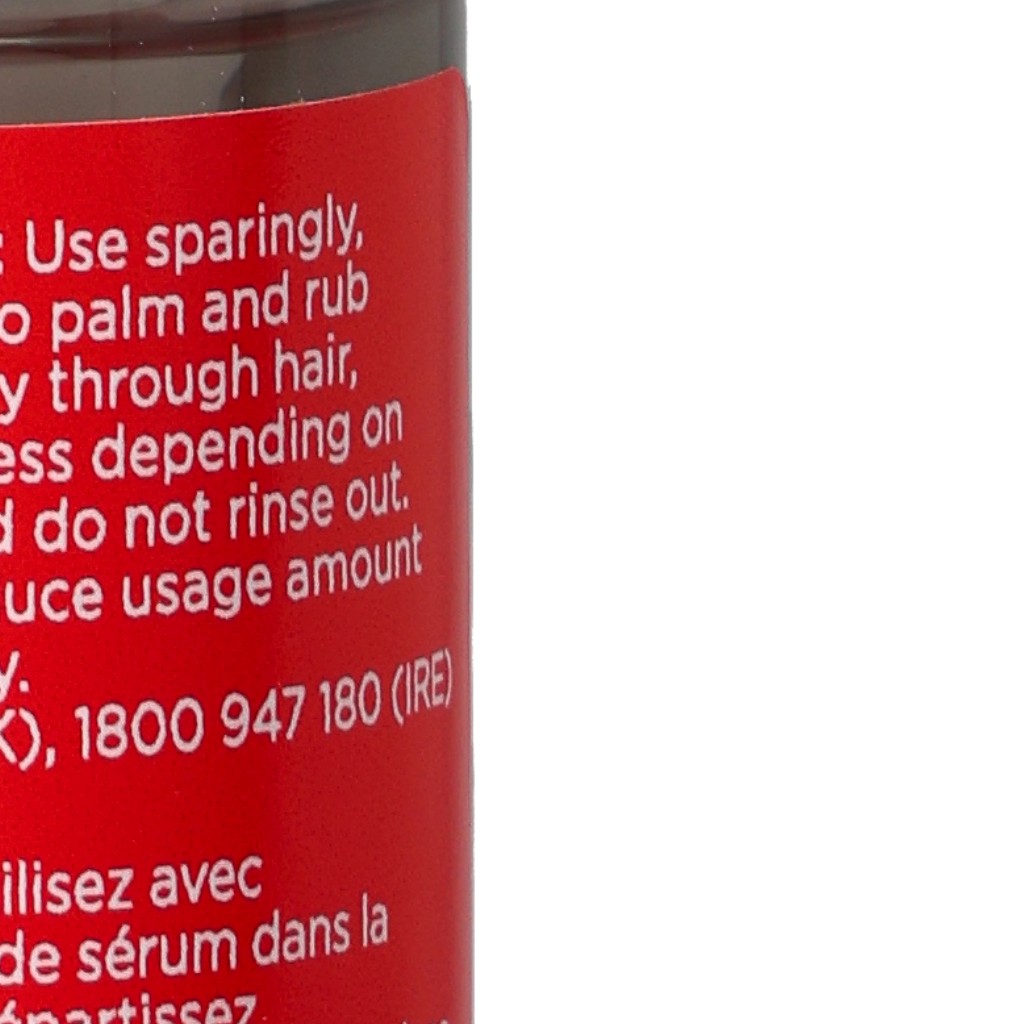 : Use sparingly,
o palm and rub
y through hair,
ess depending on
d do not rinse out.
uce usage amount
y.
K), 1800 947 180 (IRE)
ilisez avec
de sérum dans la
épartissez